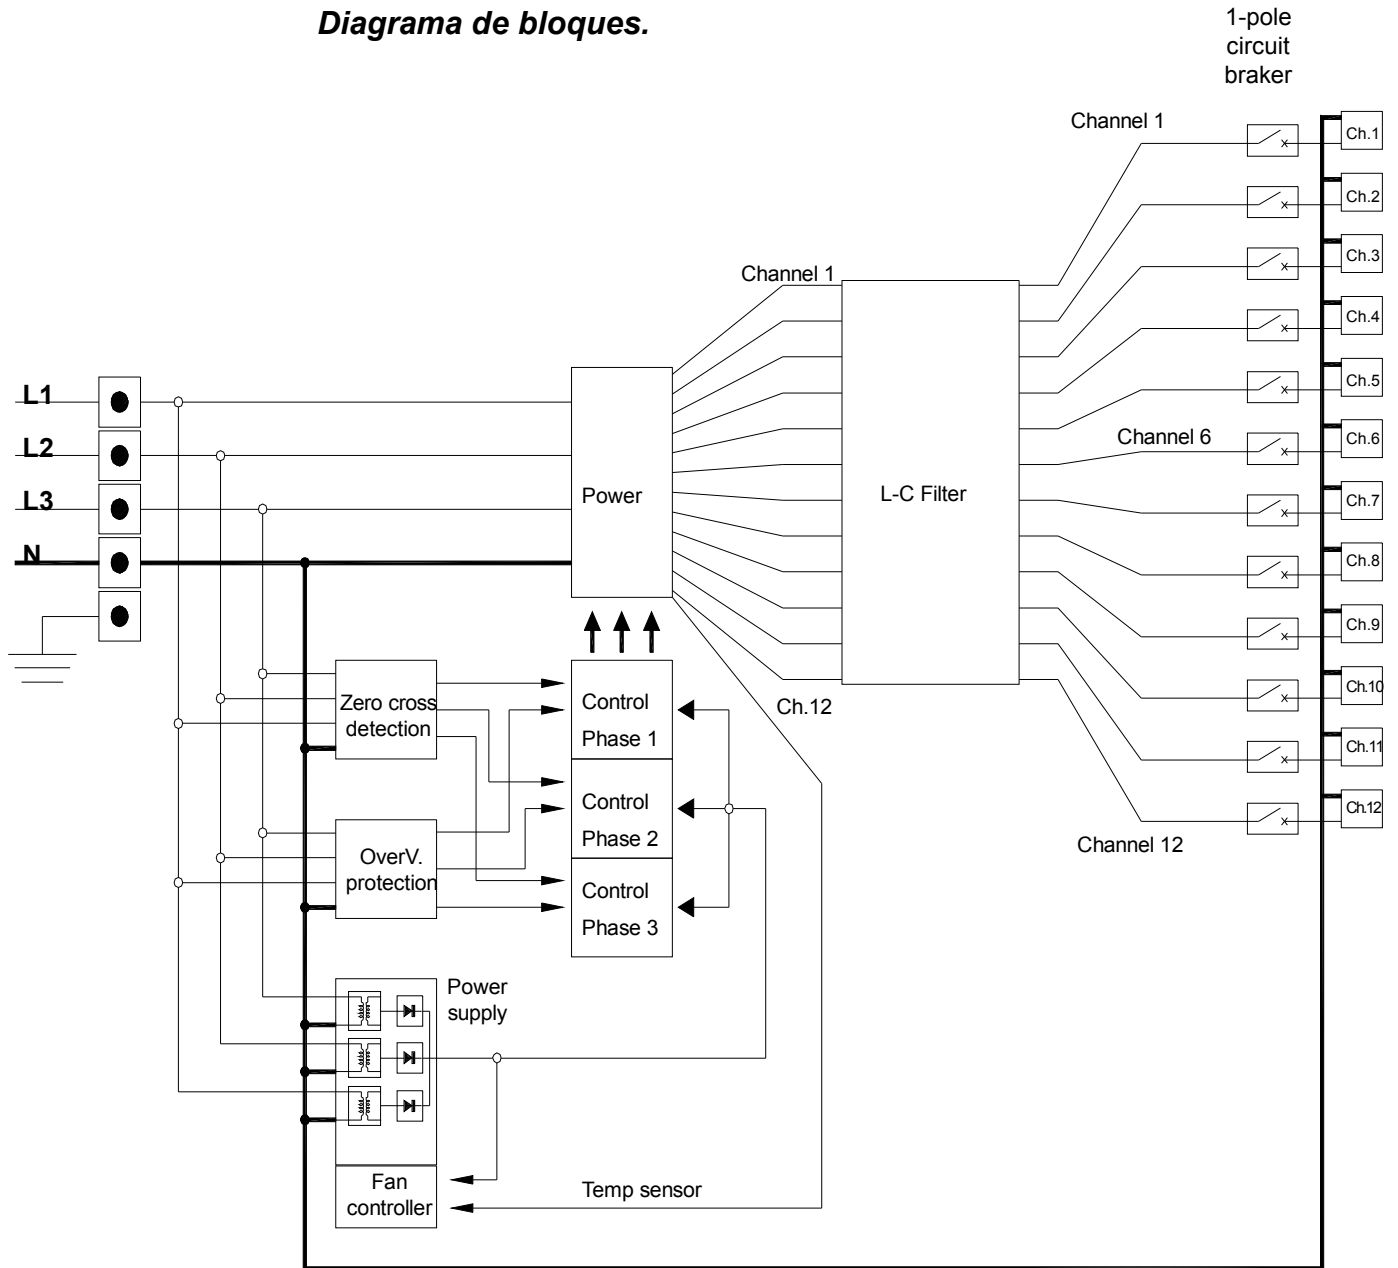 Diagrama de bloques.
1-pole
circuit
braker
Channel 1
Ch.1
Ch.2
Ch.3
Channel 1
Ch.4
Ch.5
L1
Channel 6
Ch.6
L2
L3
Power
L-C Filter
Ch.7
N
Ch.8
Ch.9
Zero cross
detection
Control
Phase 1
Ch.12
Ch.10
Ch.11
Control
Phase 2
Ch.12
Channel 12
OverV.
protection
Control
Phase 3
Power
supply
Fan
controller
Temp sensor